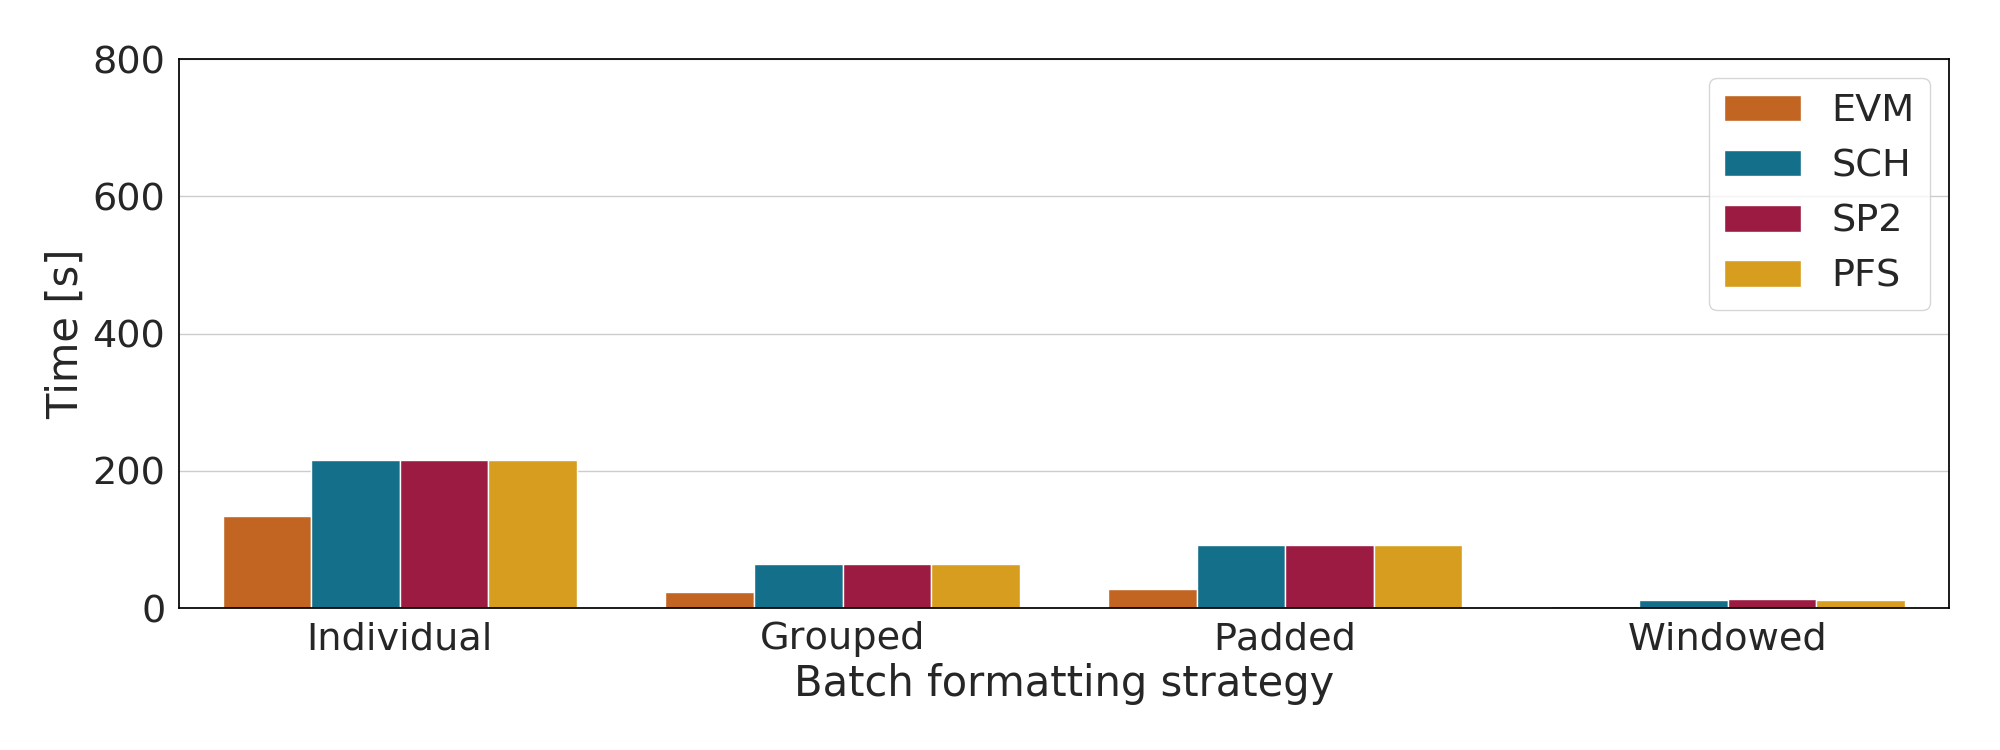 800
600
400
200
0
Time [s]
EVM
SCH
SP2
PFS
Individual
Grouped
Padded
Windowed
Batch formatting strategy